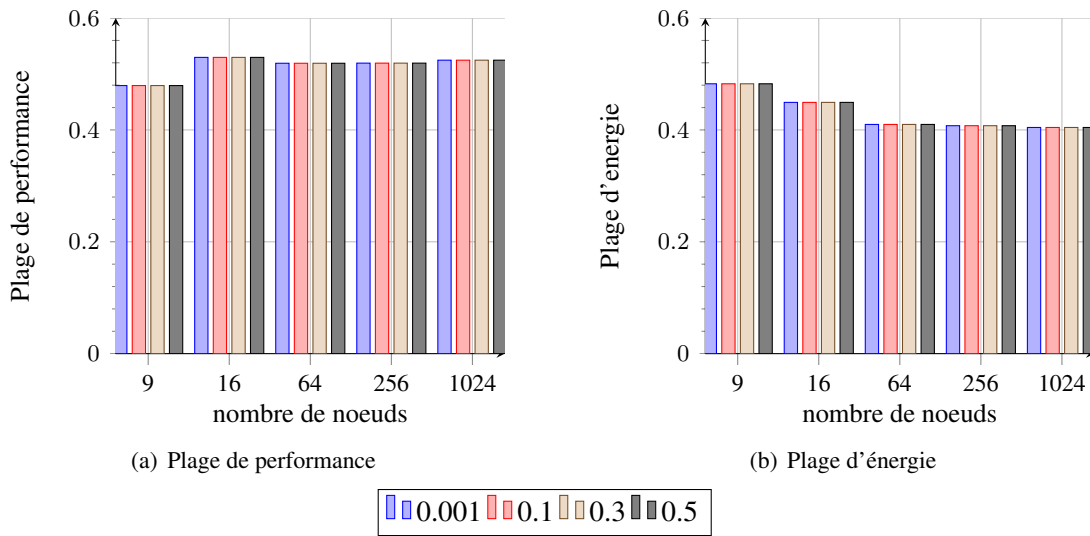 0.6
0.4
0.2
0
Plage de performance
9 16 64 256 1024
nombre de noeuds
(a) Plage de performance
0.6
0.4
0.2
0
Plage d'energie
9 16 64 256 1024
nombre de noeuds
(b) Plage d'énergie
0.001 0.1 0.3 0.5